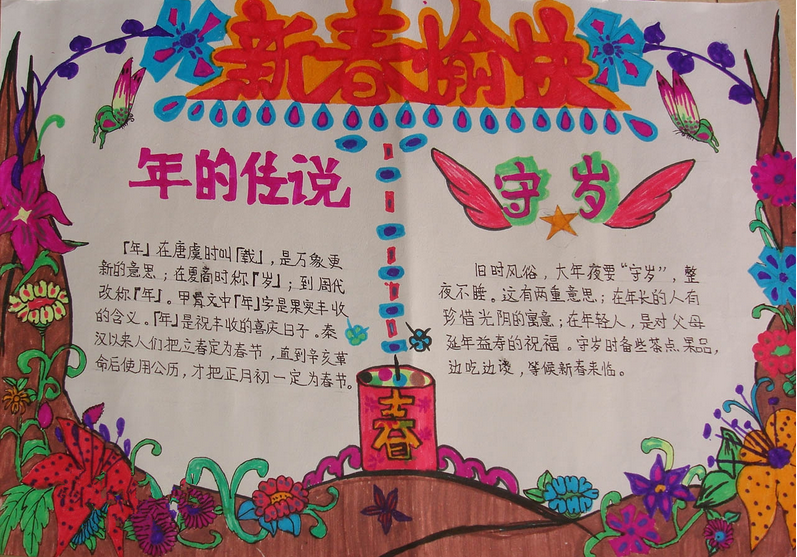 新春愉快
年的传说
『年』在唐虞时叫『载』,是万象更
新的意思;在夏商时称『岁』;到周代
改称『年』。甲骨文中『年』字是果实丰收
的含义。『年』是祝丰收的喜庆日子。秦
汉以来人们把立春定为春节,直到辛亥革
命后使用公历,才把正月初一定为春节。
守岁
旧时风俗,大年夜要“守岁”,整
夜不睡。这有两重意思:在年长的人有
珍惜光阴的寓意;在年轻人,是对父母
延年益寿的祝福。守岁时备些茶点果品,
边吃边谈,等候新春来临。
春